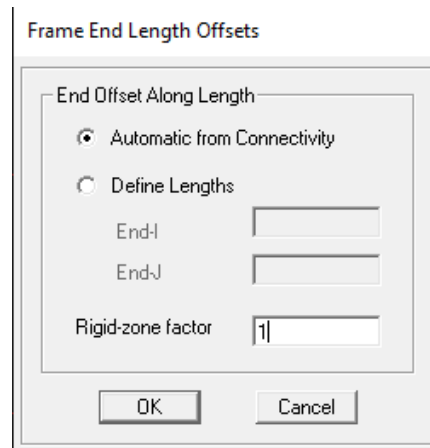 Frame End Length Offsets
End Offset Along Length
Automatic from Connectivity
Define Lengths
End-I
End-J
Rigid-zone factor
1
OK
Cancel